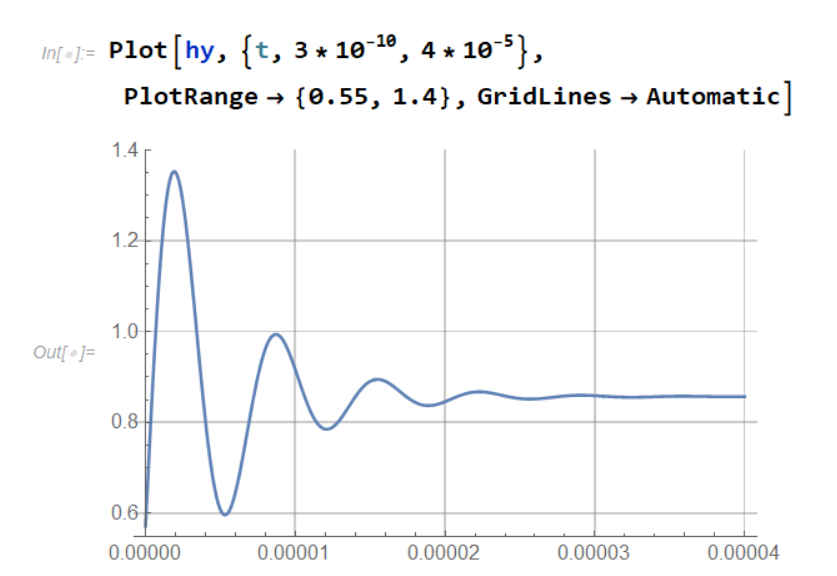 In[◦]:= Plot[hy, {t, 3 * 10^-10, 4 * 10^-5},
PlotRange → {0.55, 1.4}, GridLines → Automatic]
1.4
1.2
1.0
Out[◦]=
0.8
0.6
0.00000 0.00001 0.00002 0.00003 0.00004